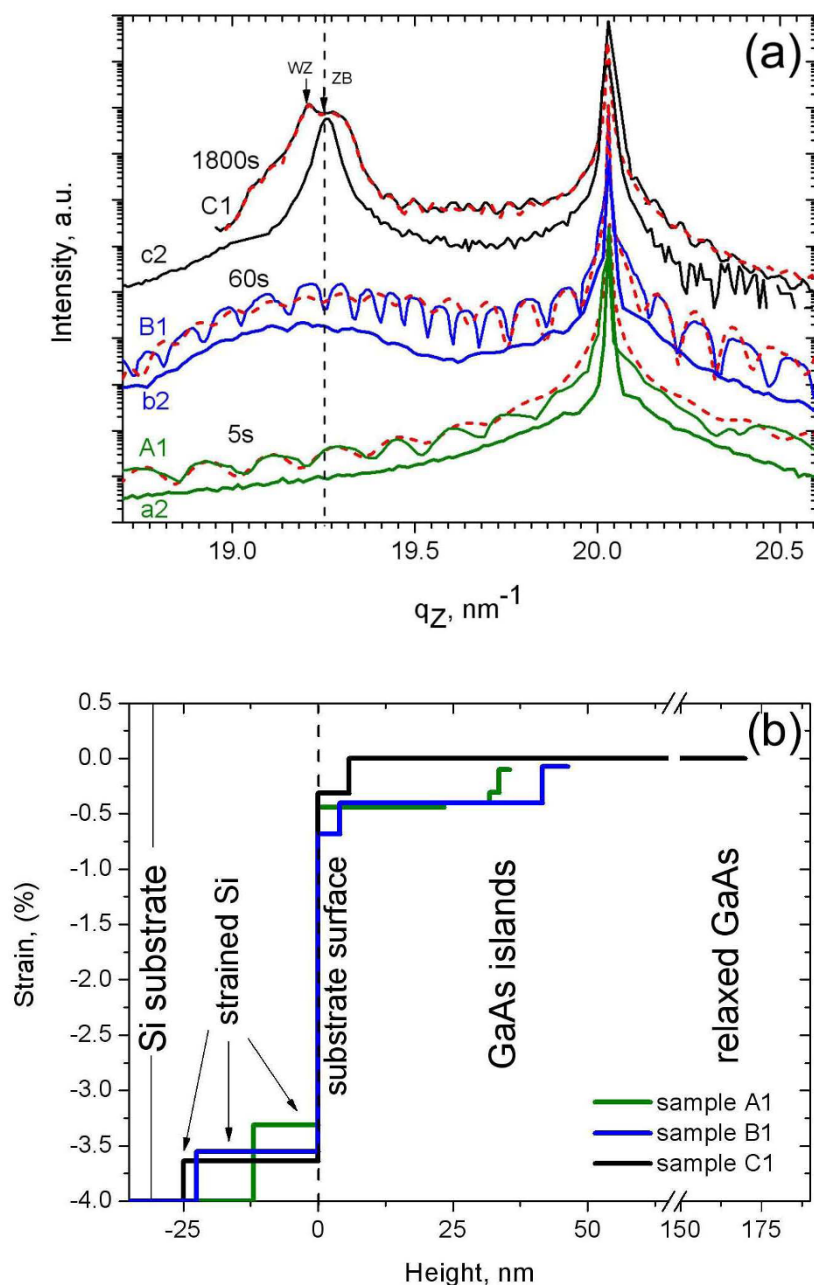 (a)
WZ
ZB
1800s
C1
c2
60s
B1
b2
A1
5s
a2
Intensity, a.u.
19.0 19.5 20.0 20.5
qZ, nm-1
(b)
0.5
0.0
-0.5
-1.0
-1.5
-2.0
-2.5
-3.0
-3.5
-4.0
Strain, (%)
Si substrate
strained Si
substrate surface
GaAs islands
relaxed GaAs
sample A1
sample B1
sample C1
-25 0 25 50 150 175
Height, nm